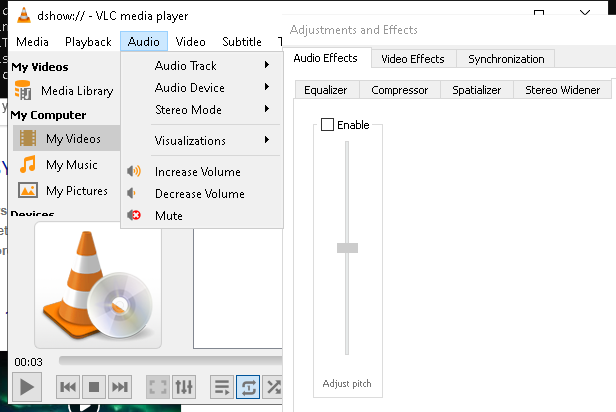 dshow:// - VLC media player
Media Playback Audio Video Subtitle T
Adjustments and Effects
Audio Effects Video Effects Synchronization
Equalizer Compressor Spatializer Stereo Widener
My Videos
Media Library
My Computer
My Videos
My Music
My Pictures
Devices
Audio Track
Audio Device
Stereo Mode
Visualizations
Increase Volume
Decrease Volume
Mute
Enable
Adjust pitch
00:03